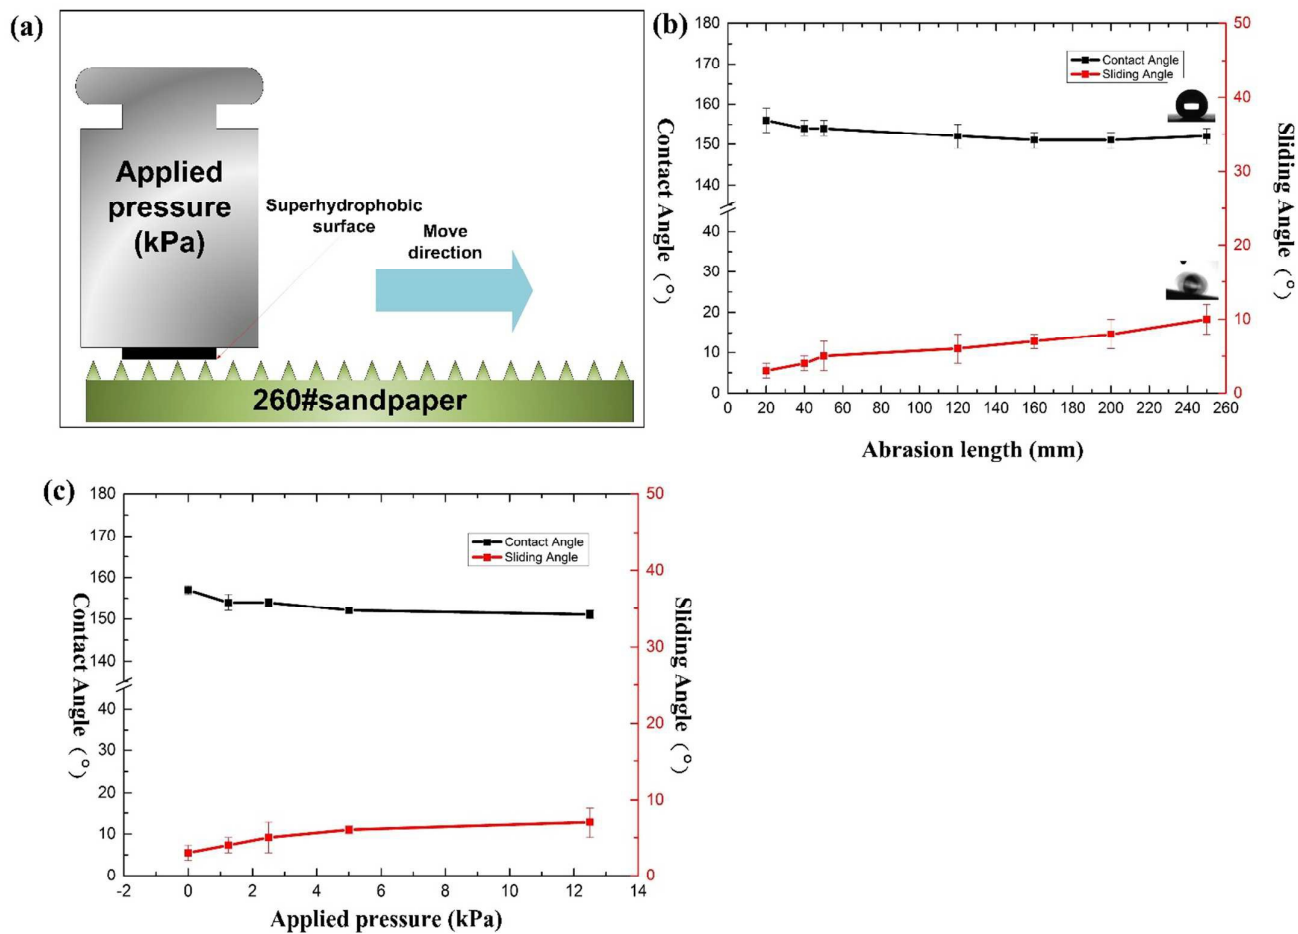 (a)
Applied
pressure
(kPa)
Superhydrophobic
surface
Move
direction
260#sandpaper
(b)
Contact Angle
Sliding Angle
180
170
160
150
140
40
30
20
10
0
Contact Angle（°）
50
40
30
20
10
0
Sliding Angle（°）
0 20 40 60 80 100 120 140 160 180 200 220 240 260
Abrasion length (mm)
(c)
Contact Angle
Sliding Angle
180
170
160
150
140
40
30
20
10
0
Contact Angle（°）
50
40
30
20
10
0
Sliding Angle（°）
-2 0 2 4 6 8 10 12 14
Applied pressure (kPa)